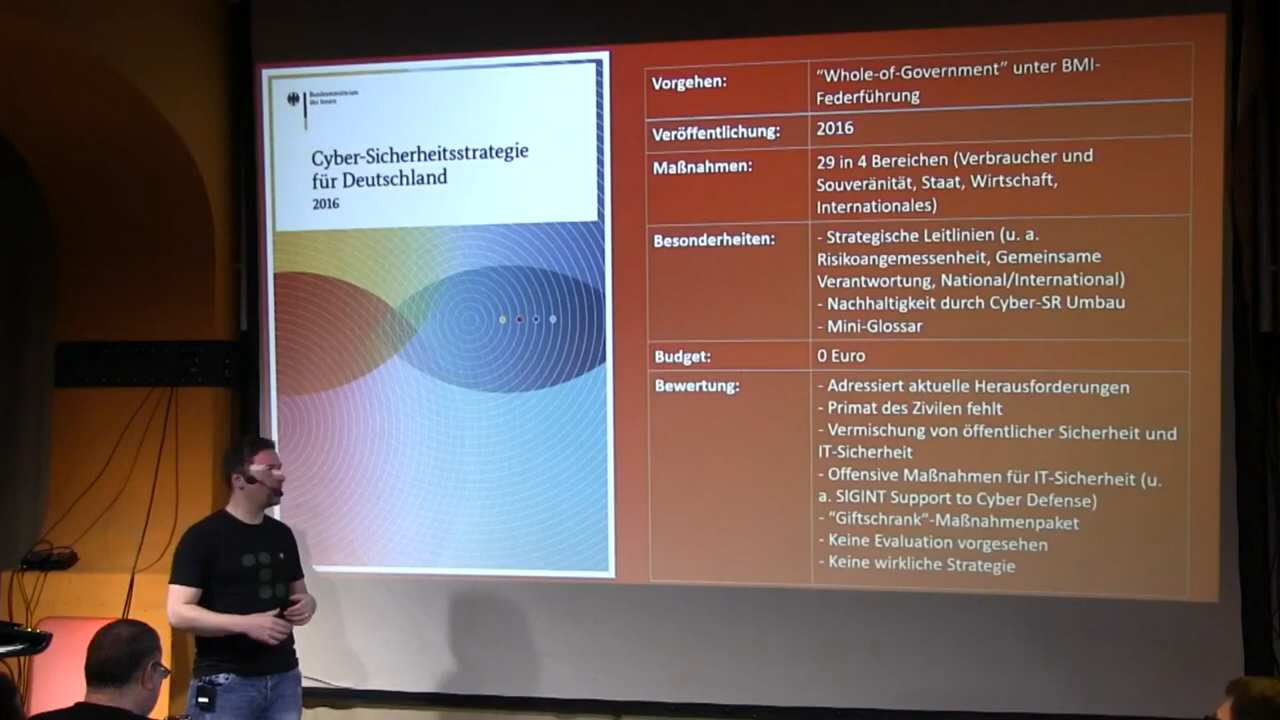 Bundesministerium
des Innern
Cyber-Sicherheitsstrategie
für Deutschland
2016
Vorgehen:
“Whole-of-Government” unter BMI-
Federführung
Veröffentlichung:
2016
Maßnahmen:
29 in 4 Bereichen (Verbraucher und
Souveränität, Staat, Wirtschaft,
Internationales)
Besonderheiten:
- Strategische Leitlinien (u. a.
Risikoangemessenheit, Gemeinsame
Verantwortung, National/International)
- Nachhaltigkeit durch Cyber-SR Umbau
- Mini-Glossar
Budget:
0 Euro
Bewertung:
- Adressiert aktuelle Herausforderungen
- Primat des Zivilen fehlt
- Vermischung von öffentlicher Sicherheit und
IT-Sicherheit
- Offensive Maßnahmen für IT-Sicherheit (u.
a. SIGINT Support to Cyber Defense)
- “Giftschrank”-Maßnahmenpaket
- Keine Evaluation vorgesehen
- Keine wirkliche Strategie